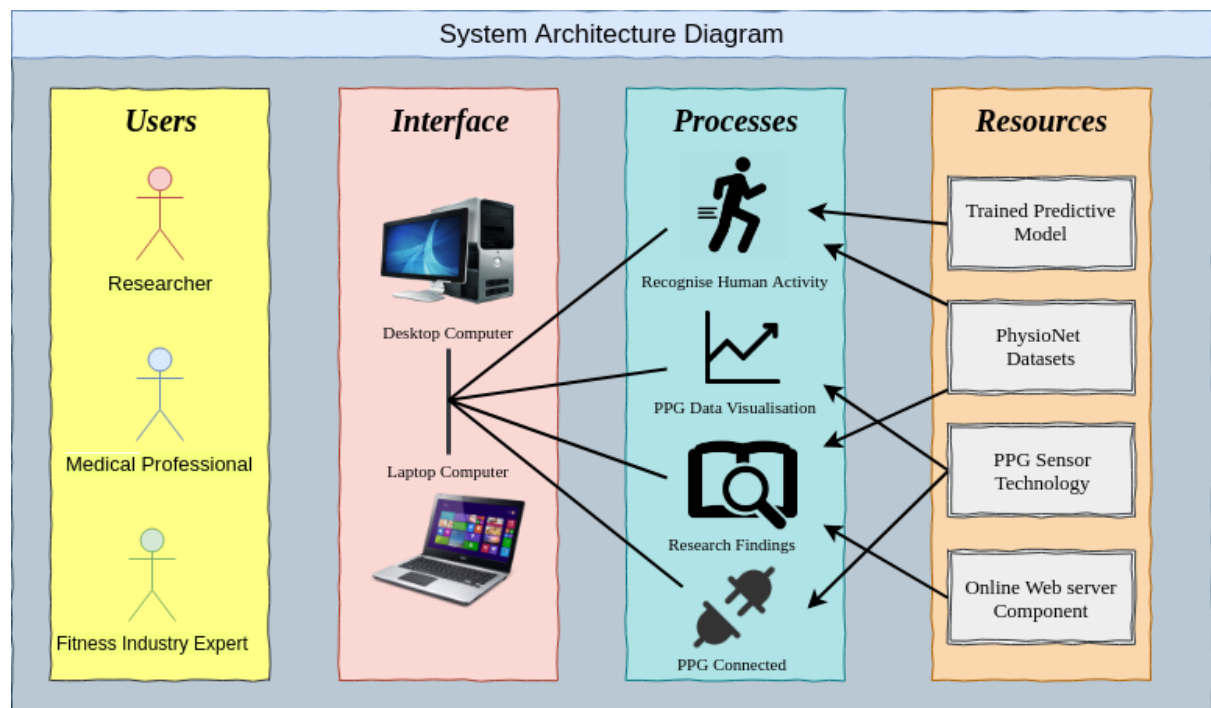 System Architecture Diagram
Users
Researcher
Medical Professional
Fitness Industry Expert
Interface
Desktop Computer
Laptop Computer
Processes
Recognise Human Activity
PPG Data Visualisation
Research Findings
PPG Connected
Resources
Trained Predictive
Model
PhysioNet
Datasets
PPG Sensor
Technology
Online Web server
Component